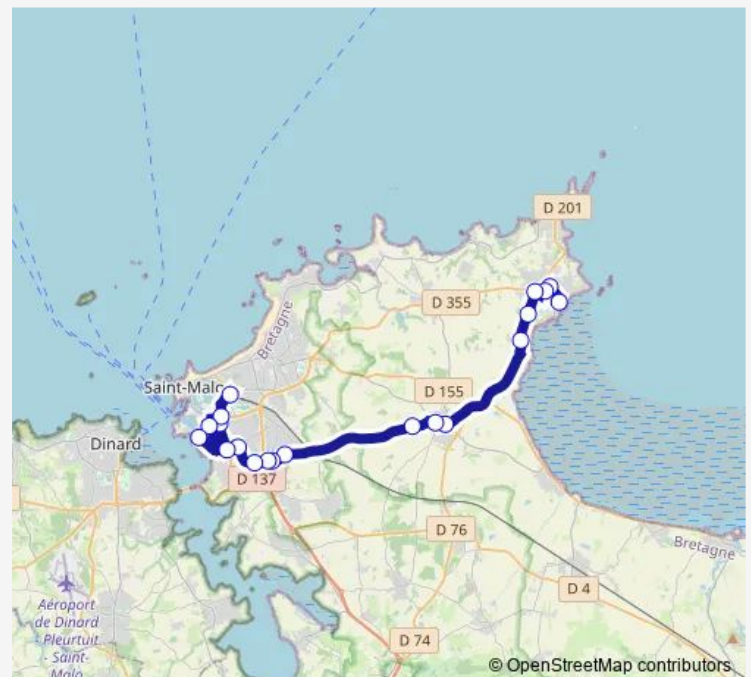 D 201
D 355
Bretagne
Saint-Malo
D 155
Dinard
D 137
D 76
Bretagne
D 4
Aéroport
de Dinard
- Pleurtuit
- Saint-
Malo
D 74
© OpenStreetMap contributors